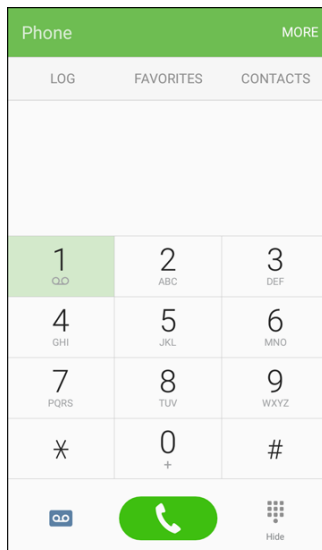 Phone MORE
LOG FAVORITES CONTACTS
1 2 3
ABC DEF
4 5 6
GHI JKL MNO
7 8 9
PQRS TUV WXYZ
* 0 #
+
Hide